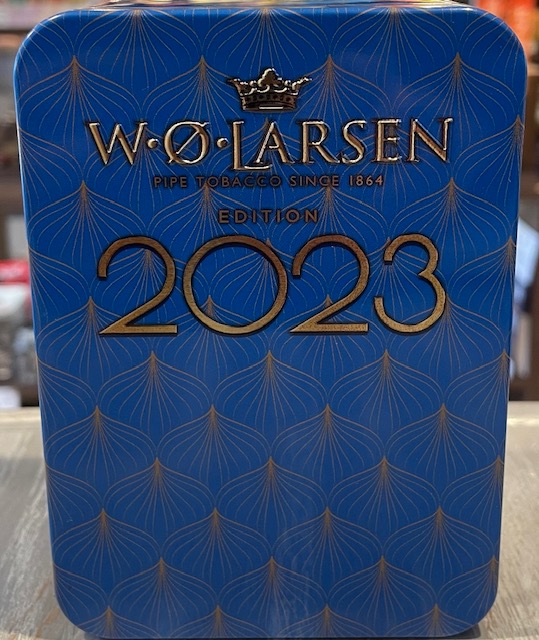 W·Ø·LARSEN
PIPE TOBACCO SINCE 1864
EDITION
2023